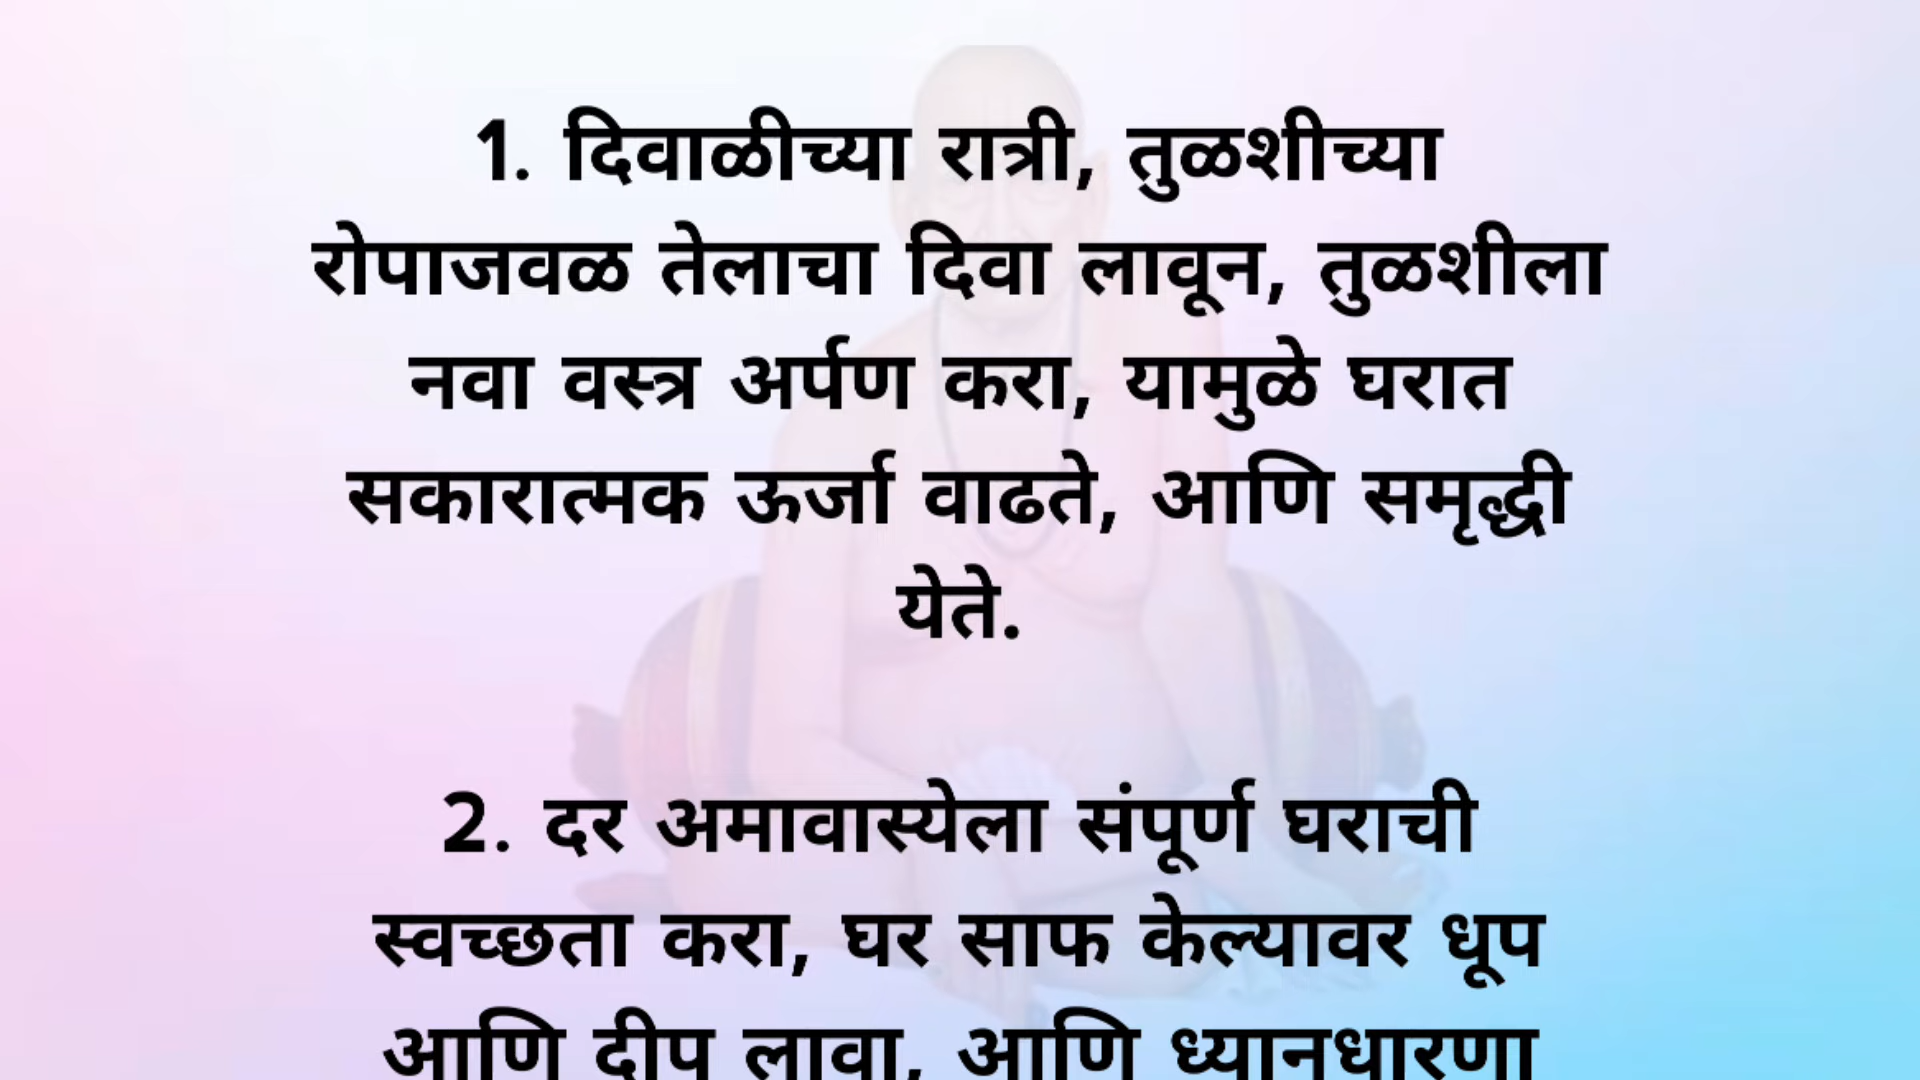 1. दिवाळीच्या रात्री, तुळशीच्या
रोपाजवळ तेलाचा दिवा लावून, तुळशीला
नवा वस्त्र अर्पण करा, यामुळे घरात
सकारात्मक ऊर्जा वाढते, आणि समृद्धी
येते.
2. दर अमावास्येला संपूर्ण घराची
स्वच्छता करा, घर साफ केल्यावर धूप
आणि दीप लावा, आणि ध्यानधारणा